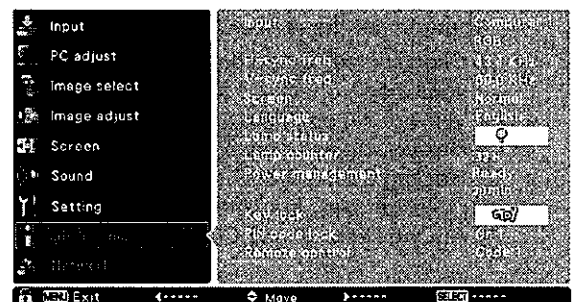 Input
PC adjust
Image select
Image adjust
Screen
Sound
Setting
Input Computer
RGB
H-sync freq.
V-sync freq.
Screen Normal
Language English
Lamp status
Lamp counter
Power management Ready
Key lock
PIN code lock
Remote control Code
MENU Exit ◄----- Move ►----- SELECT -----